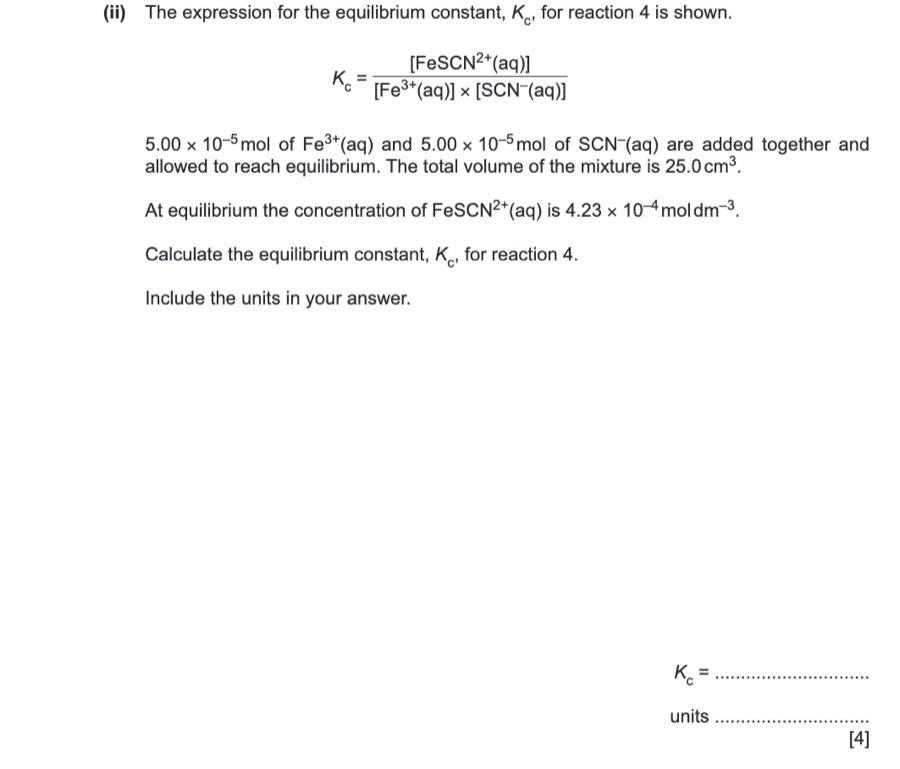 (ii) The expression for the equilibrium constant, Kc, for reaction 4 is shown.
Kc = [FeSCN²⁺(aq)] / [Fe³⁺(aq)] × [SCN⁻(aq)]
5.00 × 10⁻⁵ mol of Fe³⁺(aq) and 5.00 × 10⁻⁵ mol of SCN⁻(aq) are added together and
allowed to reach equilibrium. The total volume of the mixture is 25.0 cm³.
At equilibrium the concentration of FeSCN²⁺(aq) is 4.23 × 10⁻⁴ mol dm⁻³.
Calculate the equilibrium constant, Kc, for reaction 4.
Include the units in your answer.
Kc = ...............................
units ...............................
[4]